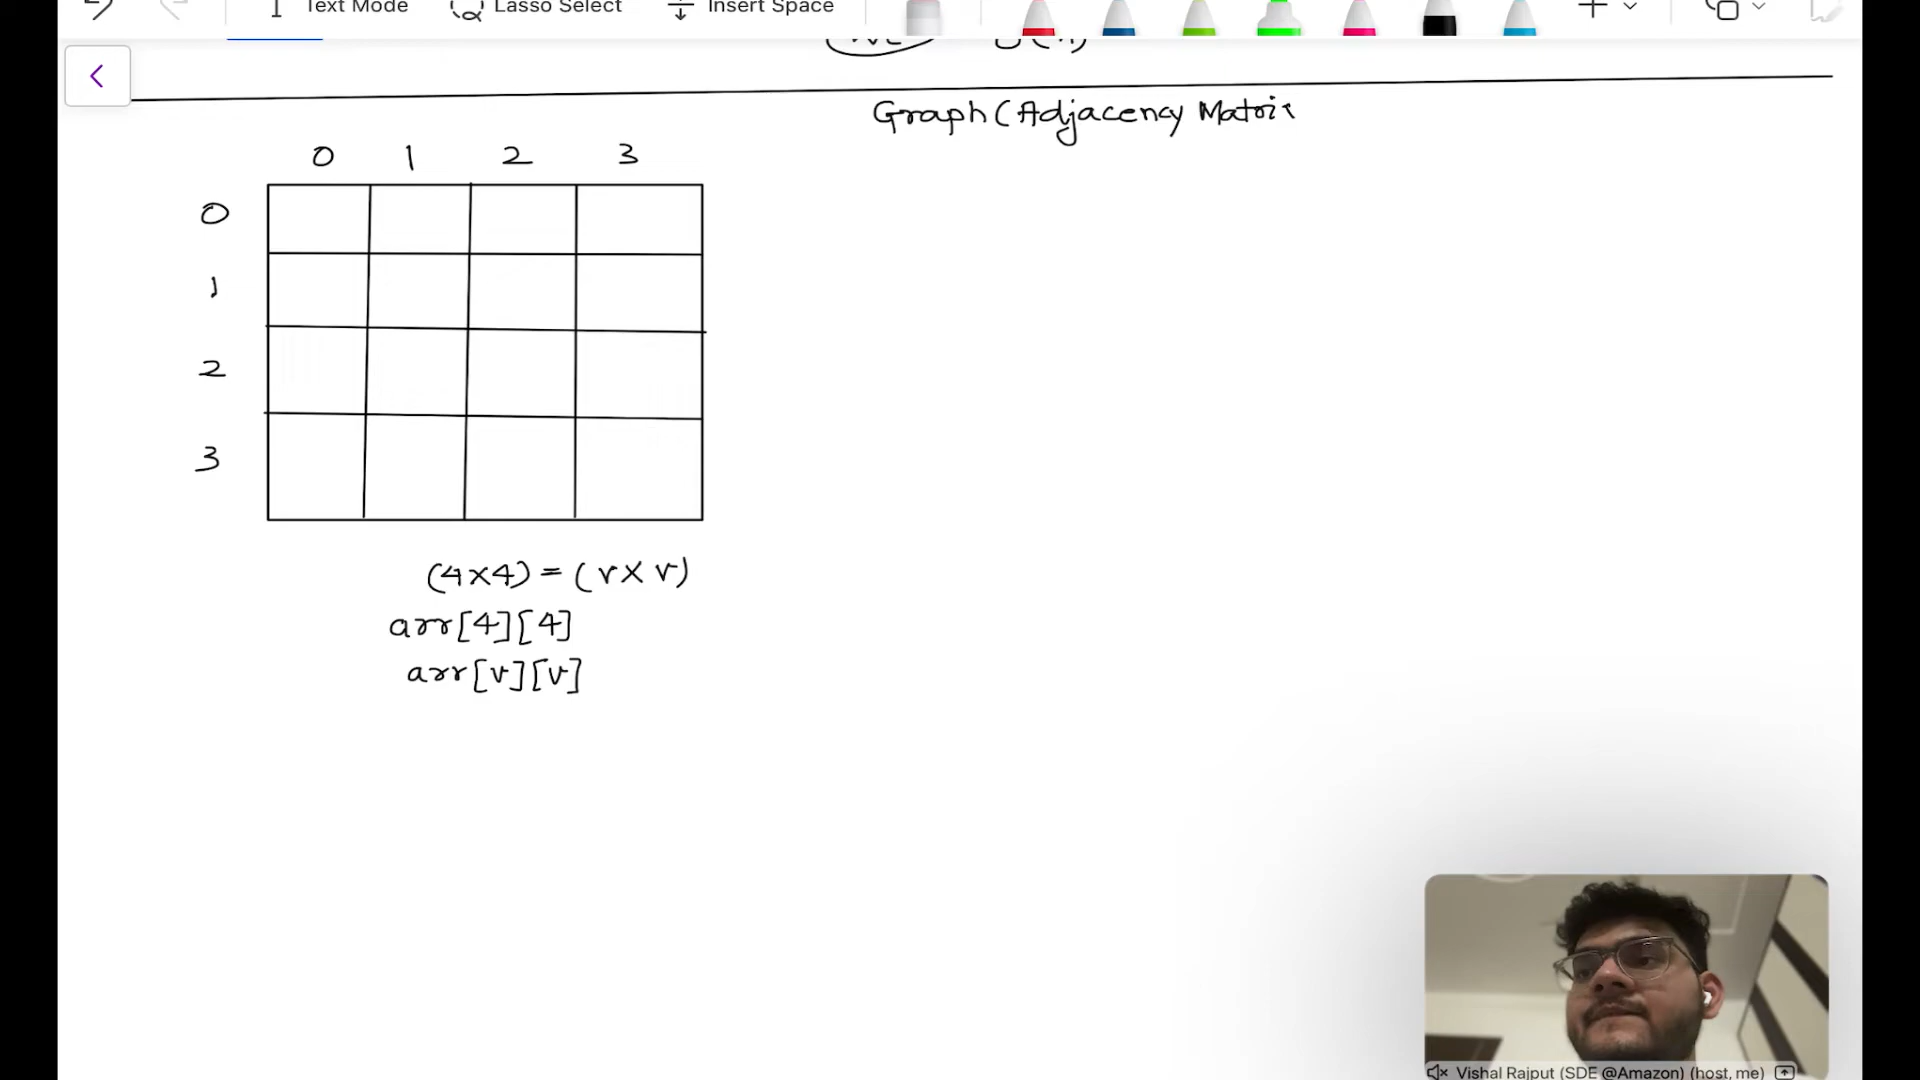 Text Mode Lasso Select Insert Space
Graph (Adjacency Matrix
0 1 2 3
0
1
2
3
(4x4) = (v x v)
arr[4][4]
arr[v][v]
Vishal Rajput (SDE @Amazon) (host, me)